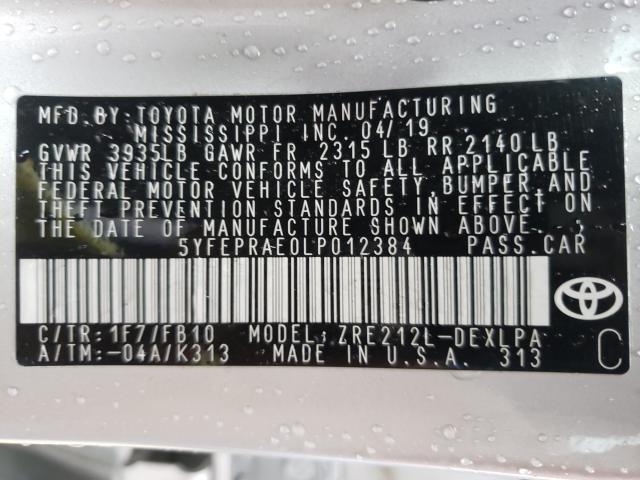 MFD.BY:TOYOTA MOTOR MANUFACTURING
MISSISSIPPI INC.04/19
GVWR 3935LB GAWR FR 2315 LB RR 2140 LB
THIS VEHICLE CONFORMS TO ALL APPLICABLE
FEDERAL MOTOR VEHICLE SAFETY, BUMPER, AND
THEFT PREVENTION STANDARDS IN EFFECT ON
THE DATE OF MANUFACTURE SHOWN ABOVE.
5YFEPRAE0LP012384 PASS.CAR
C/TR:1F7/FB10 MODEL:ZRE212L-DEXLPA
A/TM:-04A/K313 MADE IN U.S.A. 313 C